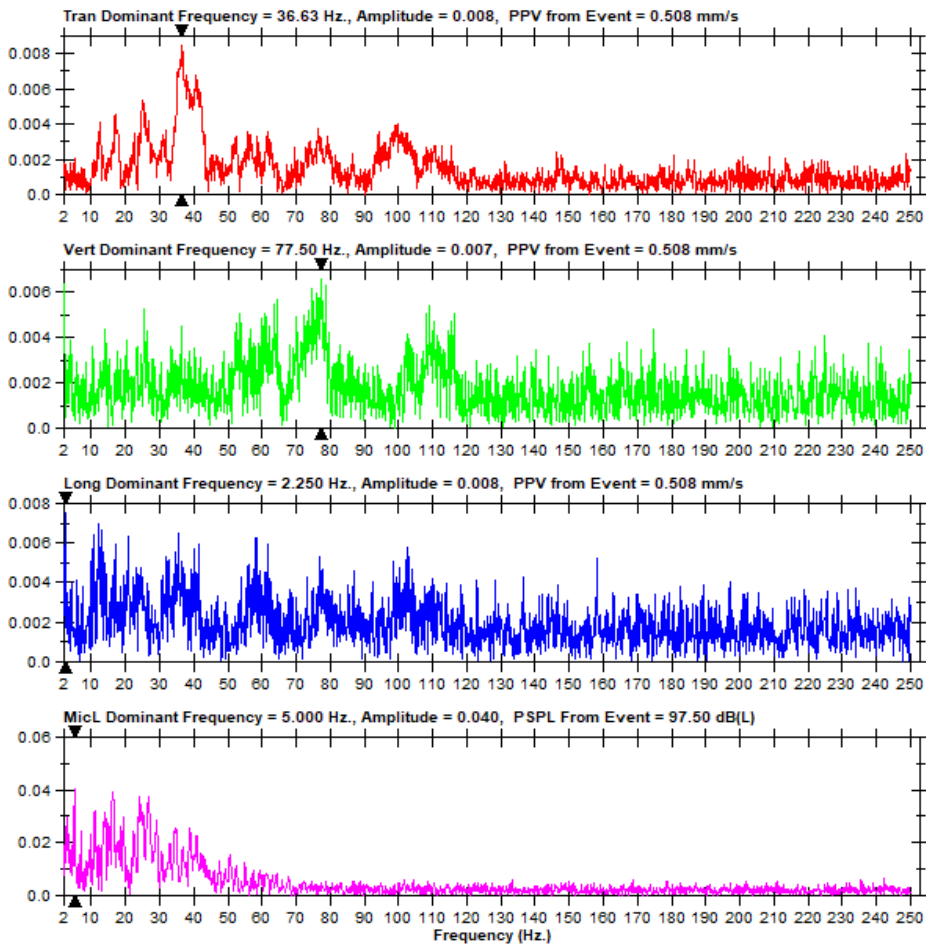 Tran Dominant Frequency = 36.63 Hz., Amplitude = 0.008, PPV from Event = 0.508 mm/s
0.008
0.006
0.004
0.002
0.0
2 10 20 30 40 50 60 70 80 90 100 110 120 130 140 150 160 170 180 190 200 210 220 230 240 250
Vert Dominant Frequency = 77.50 Hz., Amplitude = 0.007, PPV from Event = 0.508 mm/s
0.006
0.004
0.002
0.0
2 10 20 30 40 50 60 70 80 90 100 110 120 130 140 150 160 170 180 190 200 210 220 230 240 250
Long Dominant Frequency = 2.250 Hz., Amplitude = 0.008, PPV from Event = 0.508 mm/s
0.008
0.006
0.004
0.002
0.0
2 10 20 30 40 50 60 70 80 90 100 110 120 130 140 150 160 170 180 190 200 210 220 230 240 250
MicL Dominant Frequency = 5.000 Hz., Amplitude = 0.040, PSPL From Event = 97.50 dB(L)
0.06
0.04
0.02
0.0
2 10 20 30 40 50 60 70 80 90 100 110 120 130 140 150 160 170 180 190 200 210 220 230 240 250
Frequency (Hz.)